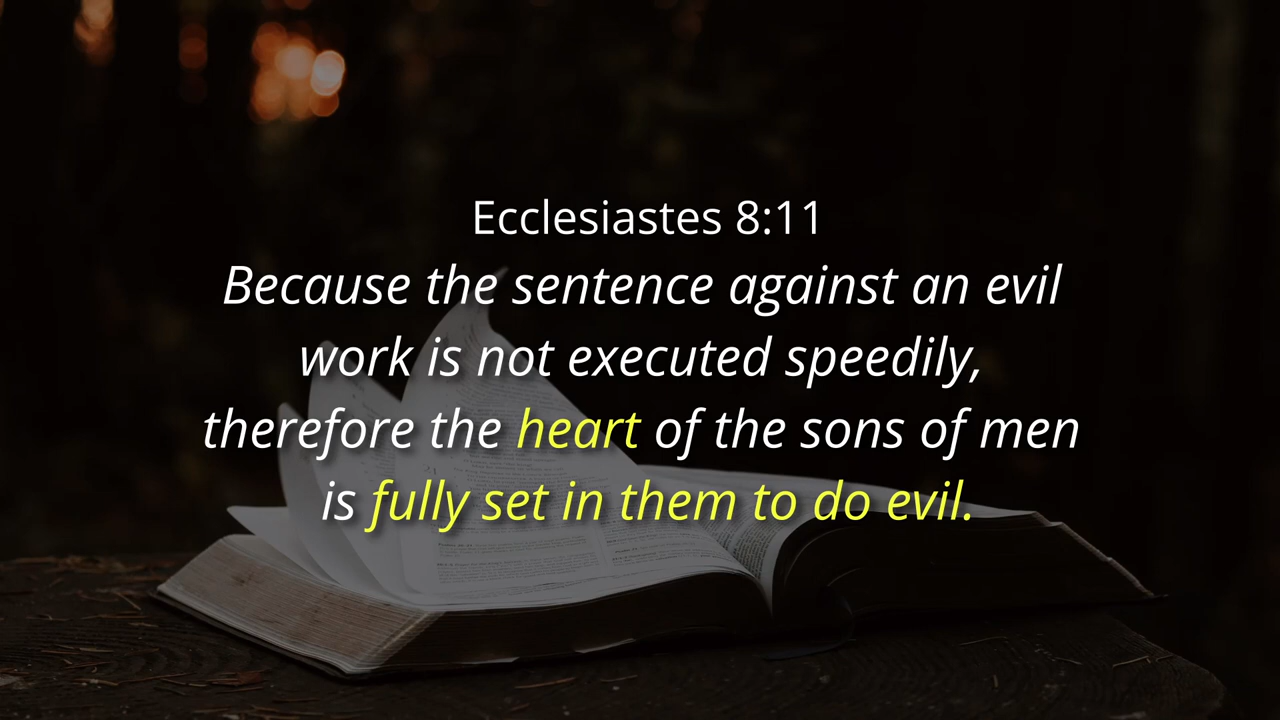 Ecclesiastes 8:11
Because the sentence against an evil
work is not executed speedily,
therefore the heart of the sons of men
is fully set in them to do evil.